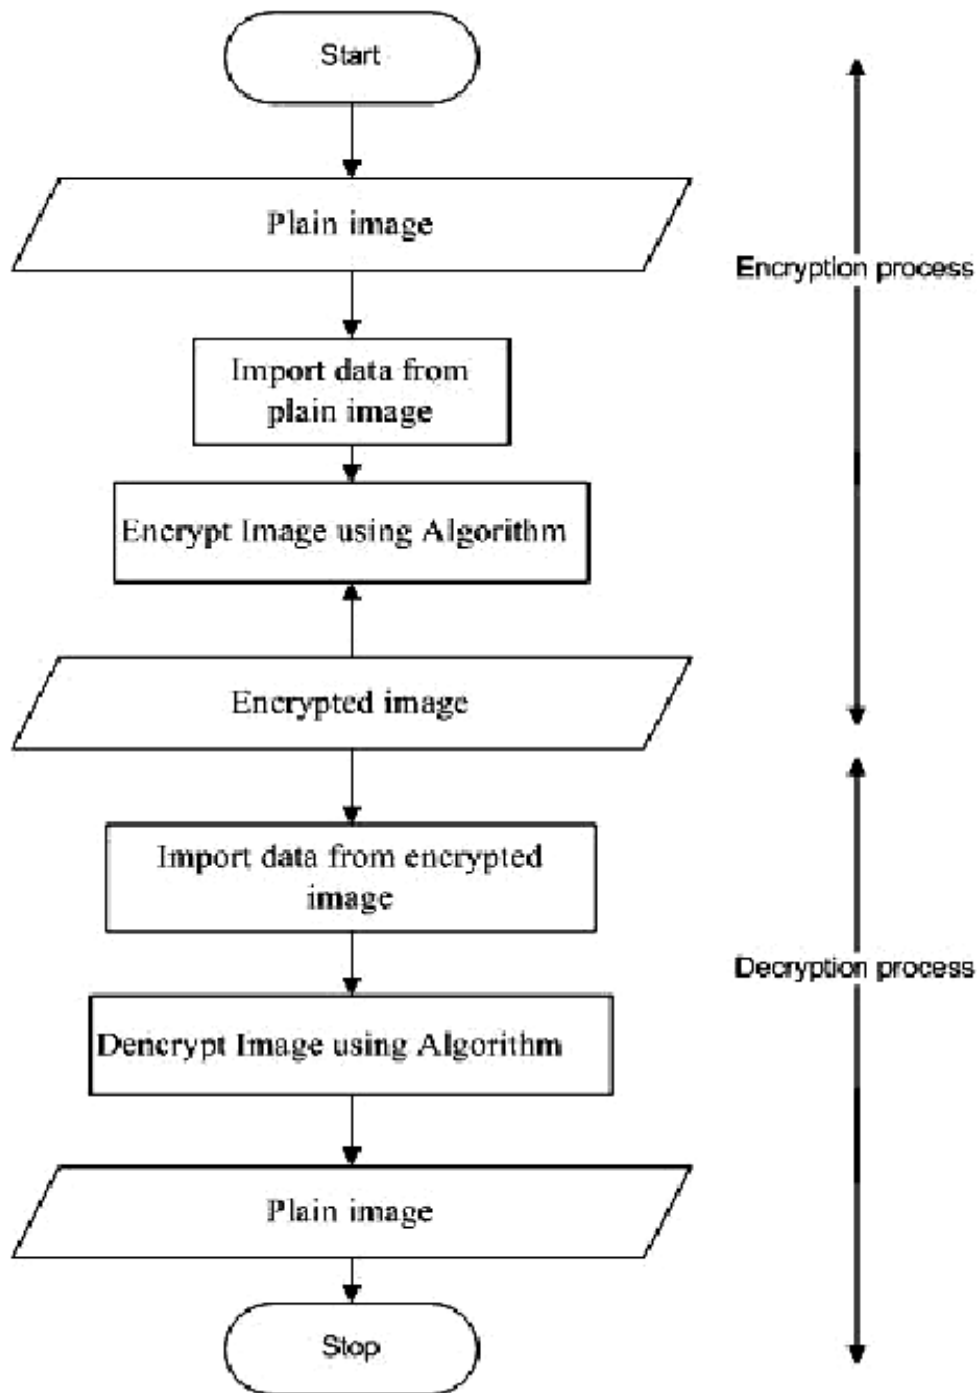 Start
Plain image
Encryption process
Import data from
plain image
Encrypt Image using Algorithm
Encrypted image
Import data from encrypted
image
Decryption process
Dencrypt Image using Algorithm
Plain image
Stop